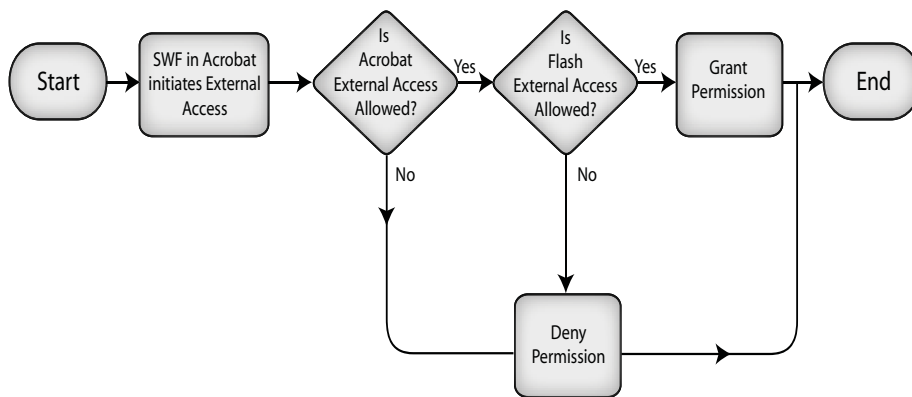 Start
SWF in Acrobat
initiates External
Access
Is
Acrobat
External Access
Allowed?
Yes
Is
Flash
External Access
Allowed?
Yes
Grant
Permission
End
No
No
Deny
Permission